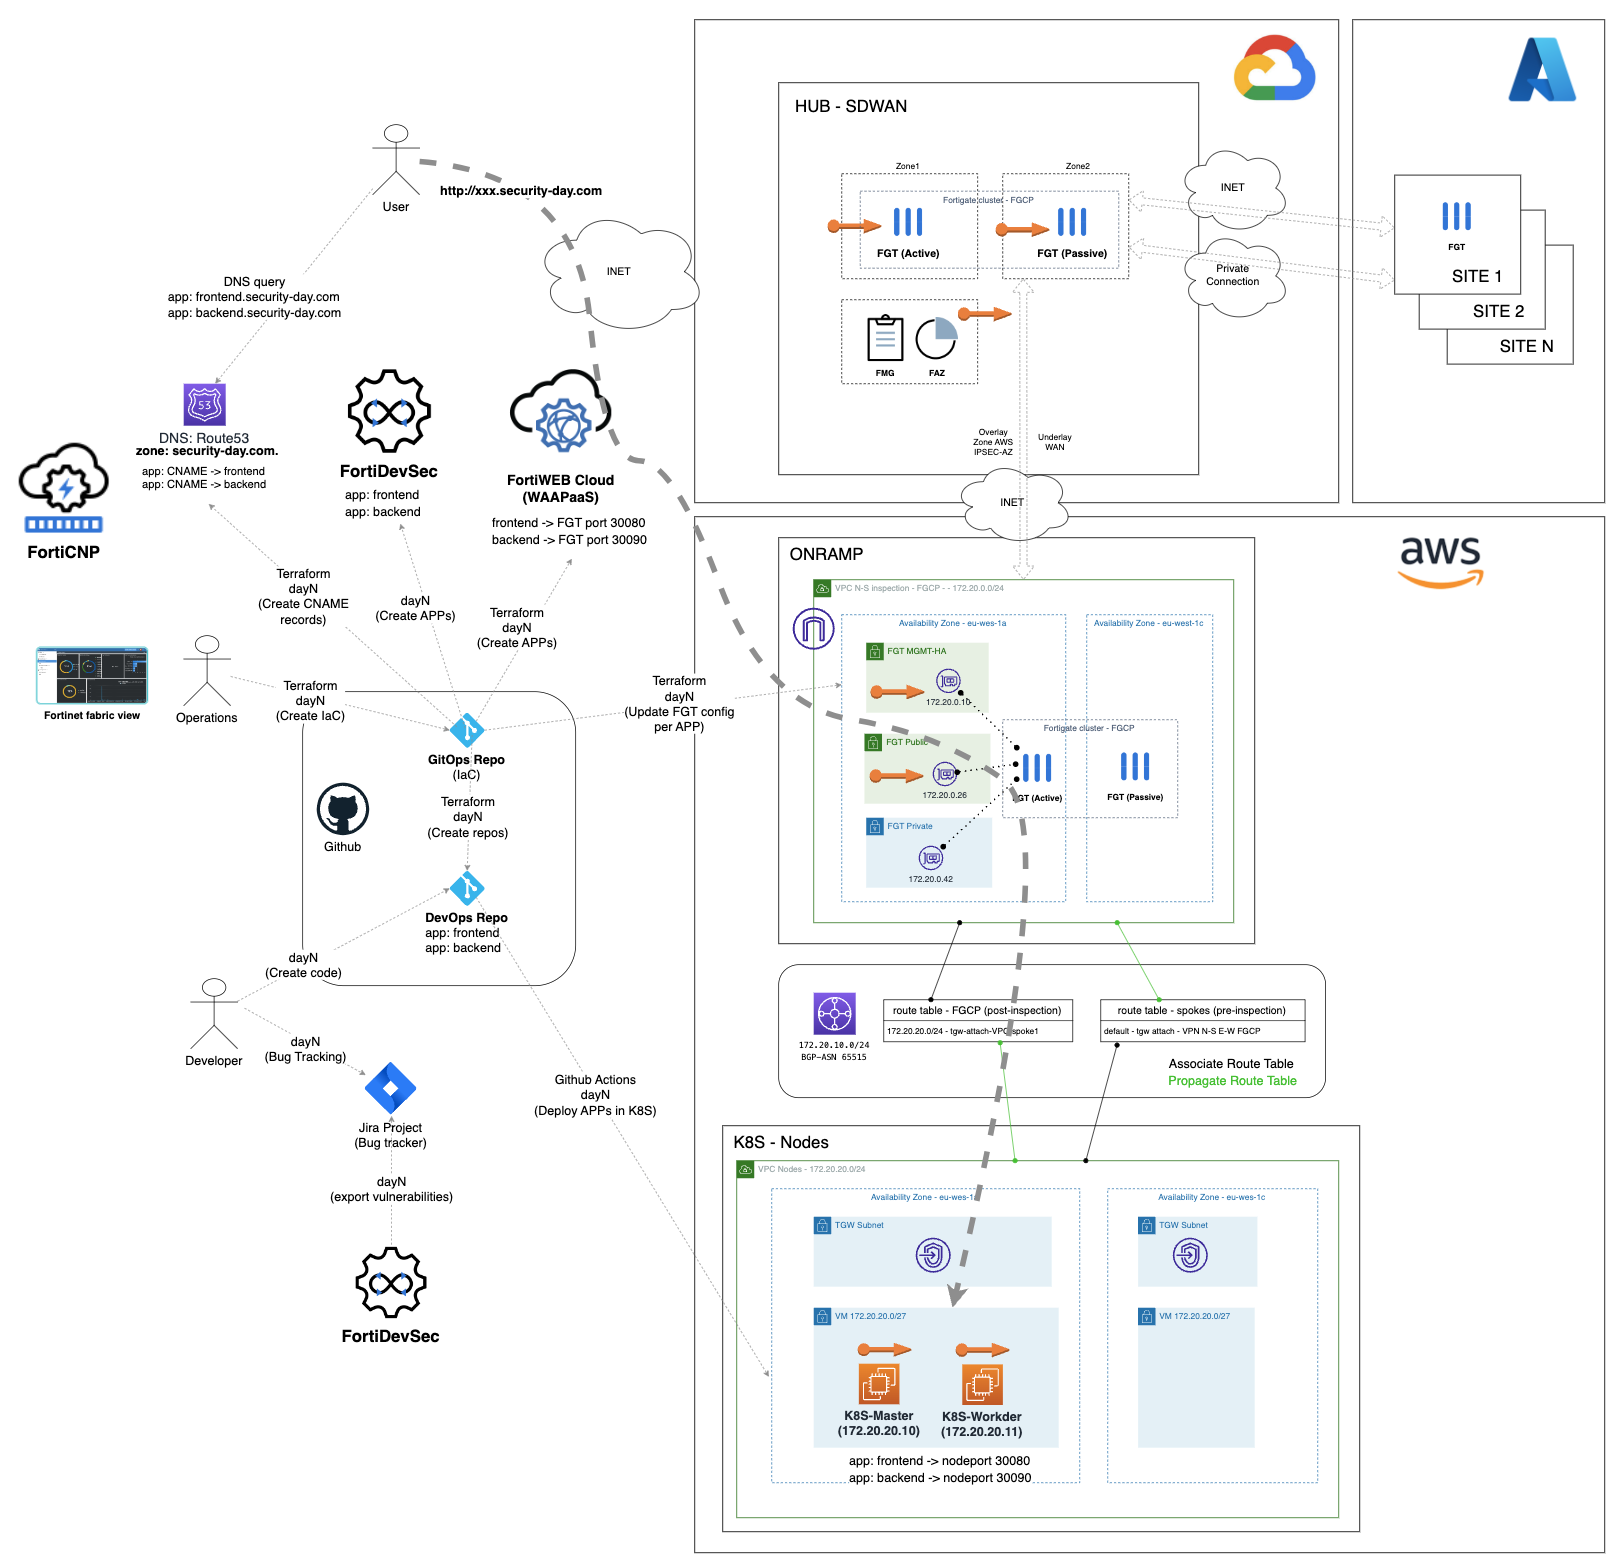 HUB - SDWAN
Zone1
Zone2
Fortigate cluster - FGCP
FGT (Active)
FGT (Passive)
FMG
FAZ
INET
Private
Connection
FGT
SITE 1
SITE 2
SITE N
Overlay
Zone AWS
IPSEC-AZ
Underlay
WAN
INET
User
http://xxx.security-day.com
INET
DNS query
app: frontend.security-day.com
app: backend.security-day.com
53
DNS: Route53
zone: security-day.com.
app: CNAME -> frontend
app: CNAME -> backend
FortiCNP
FortiDevSec
app: frontend
app: backend
FortiWEB Cloud
(WAAPaaS)
frontend -> FGT port 30080
backend -> FGT port 30090
Terraform
dayN
(Create CNAME
records)
dayN
(Create APPs)
Terraform
dayN
(Create APPs)
Fortinet fabric view
Operations
Terraform
dayN
(Create IaC)
Terraform
dayN
(Update FGT config
per APP)
GitOps Repo
(IaC)
Github
Terraform
dayN
(Create repos)
DevOps Repo
app: frontend
app: backend
dayN
(Create code)
Developer
dayN
(Bug Tracking)
Jira Project
(Bug tracker)
dayN
(export vulnerabilities)
FortiDevSec
Github Actions
dayN
(Deploy APPs in K8S)
aws
ONRAMP
VPC N-S inspection - FGCP - - 172.20.0.0/24
Availability Zone - eu-wes-1a
Availability Zone - eu-west-1c
FGT MGMT-HA
172.20.0.10
FGT Public
172.20.0.26
FGT Private
172.20.0.42
Fortigate cluster - FGCP
FGT (Active)
FGT (Passive)
172.20.10.0/24
BGP-ASN 65515
route table - FGCP (post-inspection)
172.20.20.0/24 - tgw-attach-VPC-spoke1
route table - spokes (pre-inspection)
default - tgw attach - VPN N-S E-W FGCP
Associate Route Table
Propagate Route Table
K8S - Nodes
VPC Nodes - 172.20.20.0/24
Availability Zone - eu-wes-1a
Availability Zone - eu-wes-1c
TGW Subnet
TGW Subnet
VM 172.20.20.0/27
VM 172.20.20.0/27
K8S-Master
(172.20.20.10)
K8S-Workder
(172.20.20.11)
app: frontend -> nodeport 30080
app: backend -> nodeport 30090